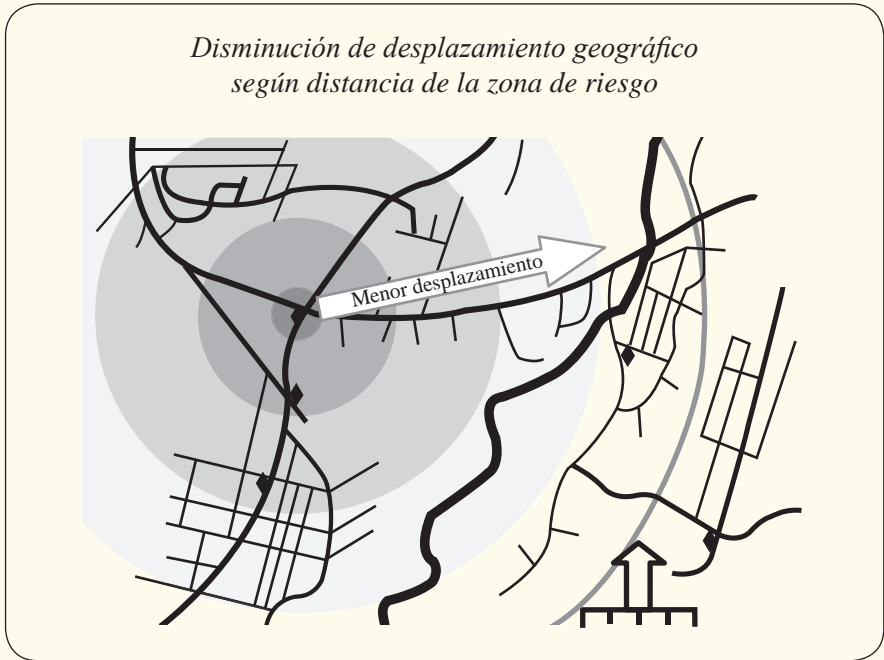 Disminución de desplazamiento geográfico
según distancia de la zona de riesgo
Menor desplazamiento